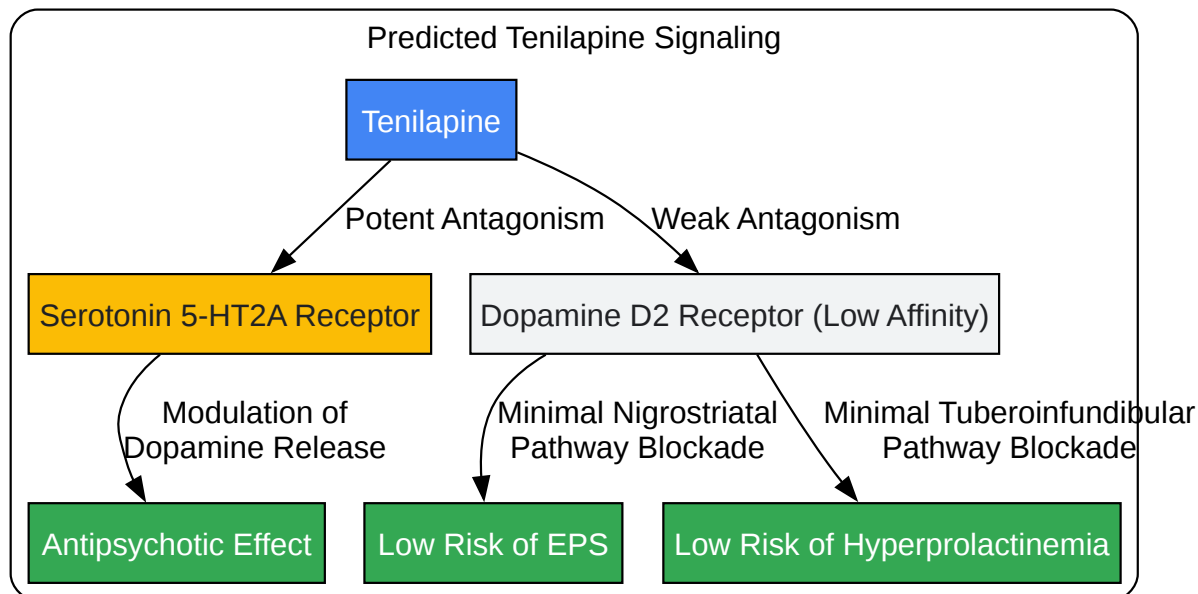 Predicted Tenilapine Signaling
Tenilapine
Potent Antagonism
Weak Antagonism
Serotonin 5-HT2A Receptor
Dopamine D2 Receptor (Low Affinity)
Modulation of
Dopamine Release
Minimal Nigrostriatal
Pathway Blockade
Minimal Tuberoinfundibular
Pathway Blockade
Antipsychotic Effect
Low Risk of EPS
Low Risk of Hyperprolactinemia